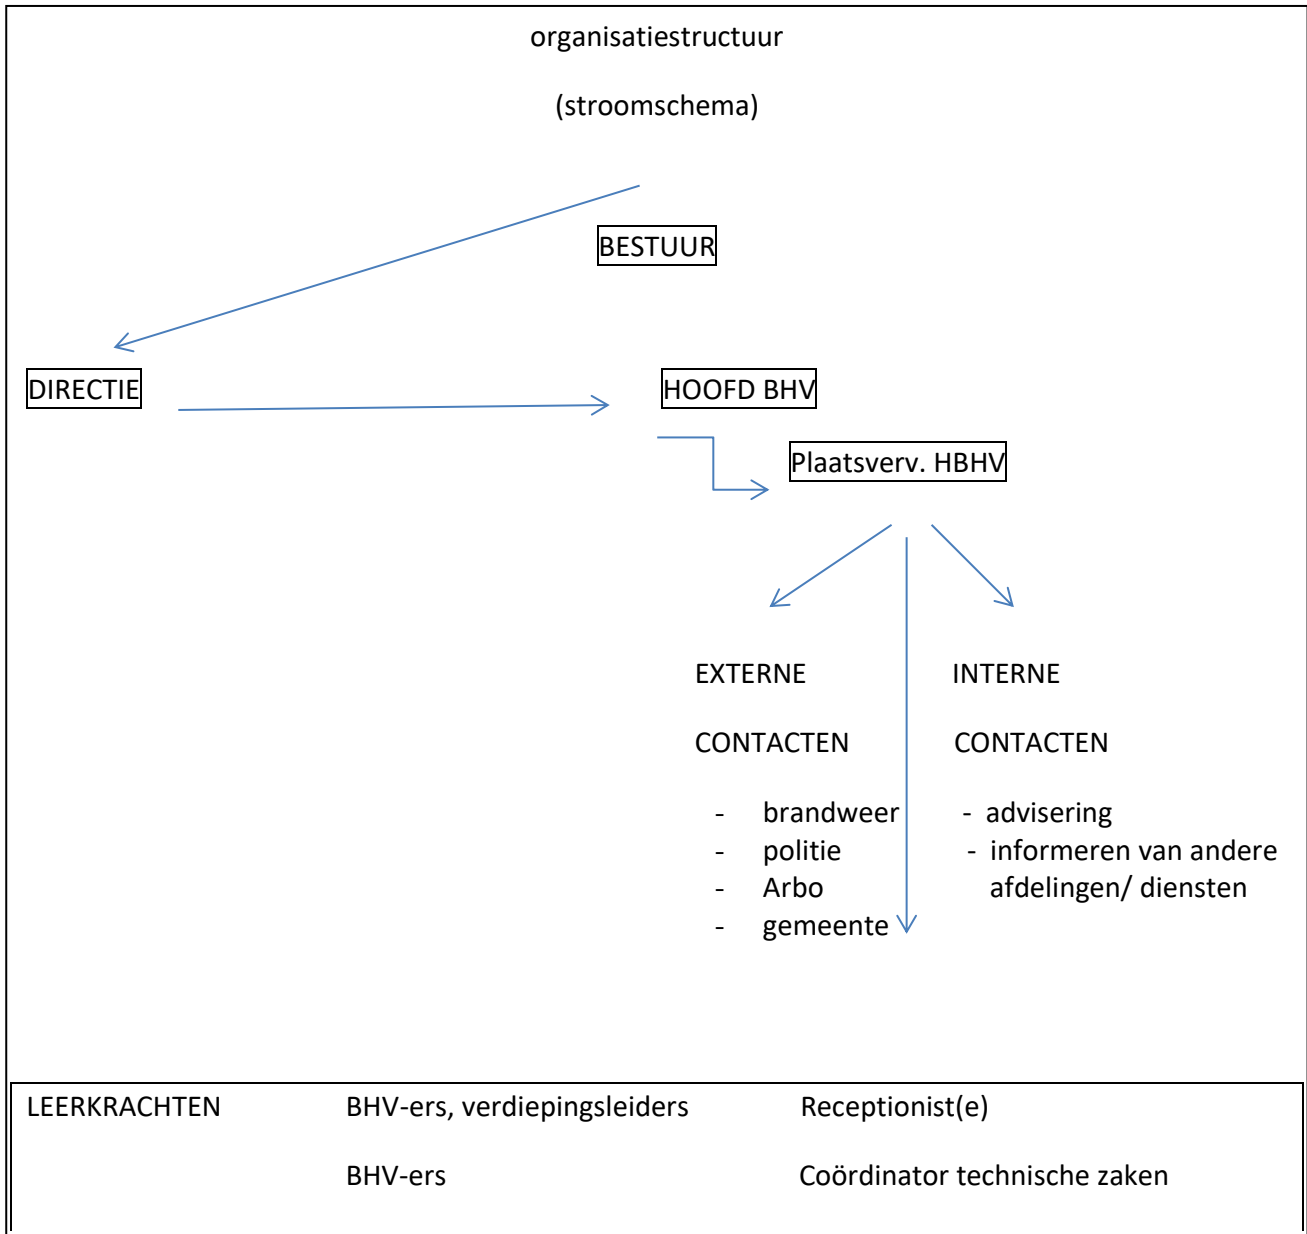 organisatiestructuur
(stroomschema)
BESTUUR
DIRECTIE
HOOFD BHV
Plaatsverv. HBHV
EXTERNE
CONTACTEN
- brandweer
- politie
- Arbo
- gemeente
INTERNE
CONTACTEN
- advisering
- informeren van andere
afdelingen/ diensten
LEERKRACHTEN BHV-ers, verdiepingsleiders Receptionist(e)
BHV-ers Coördinator technische zaken